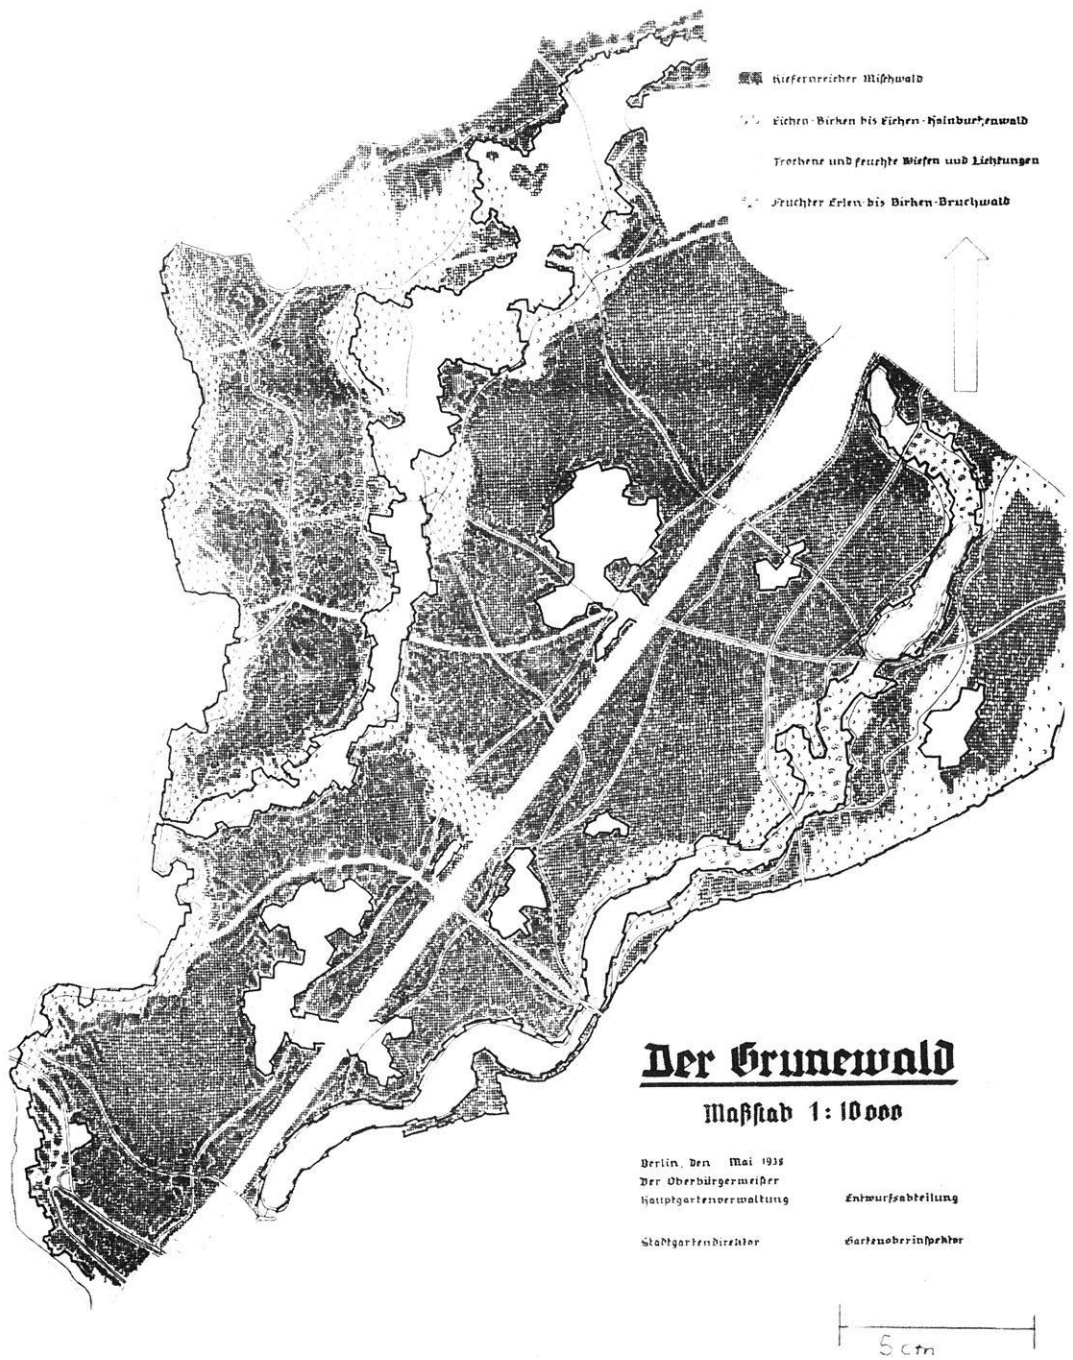 Kiefernreicher Mischwald
Eichen-Birken bis Eichen-Hainbuchenwald
Trockene und feuchte Wiesen und Lichtungen
Feuchter Erlen- bis Birken-Bruchwald
Der Grunewald
Maßstab 1:10000
Berlin, den Mai 1938
Der Oberbürgermeister
Hauptgartenverwaltung Entwurfsabteilung
Stadtgartendirektor Gartenoberinspektor
5 cm